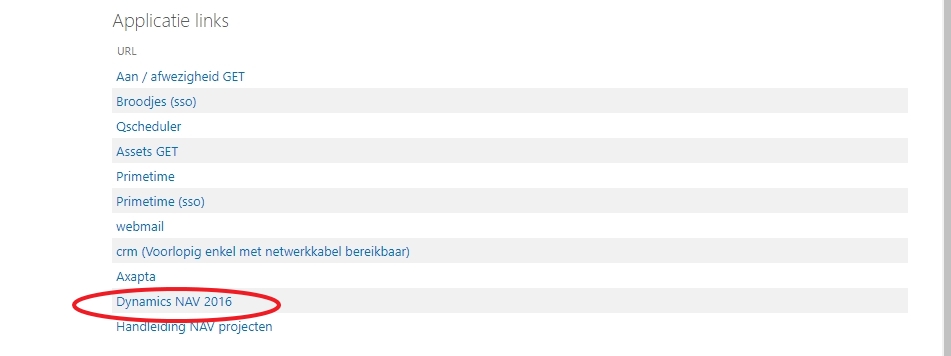 Applicatie links
URL
Aan / afwezigheid GET
Broodjes (sso)
Qscheduler
Assets GET
Primetime
Primetime (sso)
webmail
crm (Voorlopig enkel met netwerkkabel bereikbaar)
Axapta
Dynamics NAV 2016
Handleiding NAV projecten